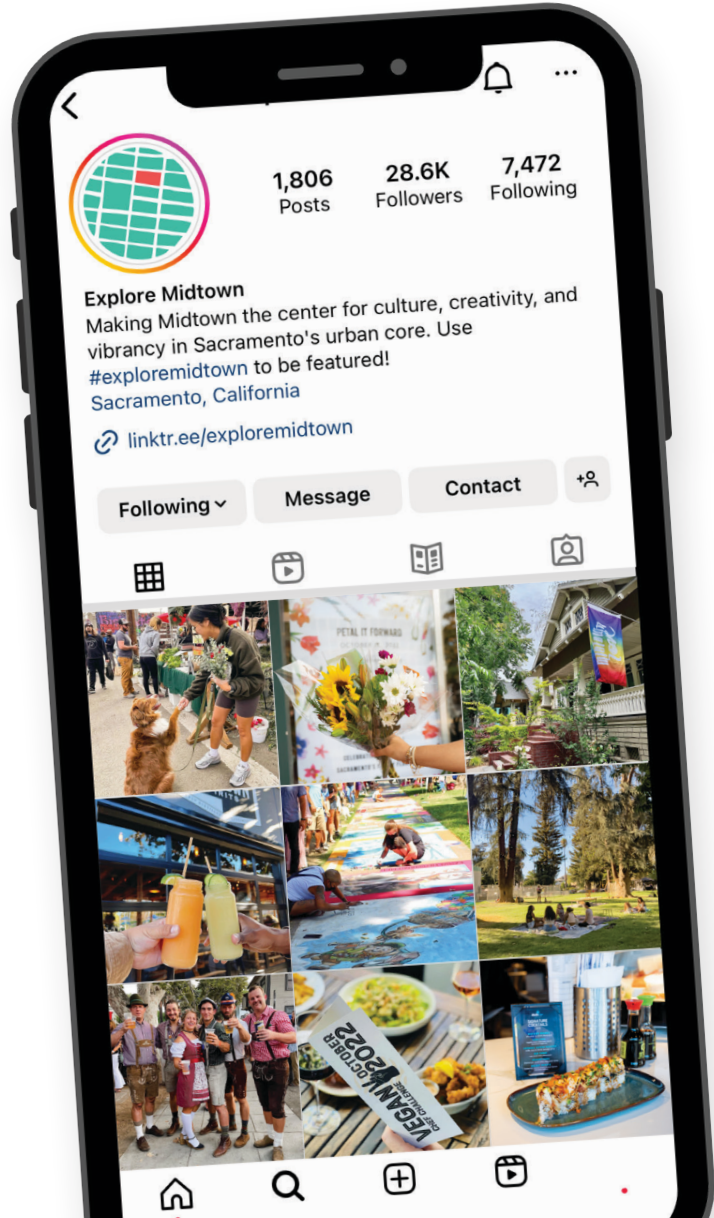 1,806
Posts
28.6K
Followers
7,472
Following
Explore Midtown
Making Midtown the center for culture, creativity, and
vibrancy in Sacramento's urban core. Use
#exploremidtown to be featured!
Sacramento, California
linktr.ee/exploremidtown
Following
Message
Contact
PETAL IT FORWARD
VEGAN
OCTOBER
2022
CHEF CHALLENGE